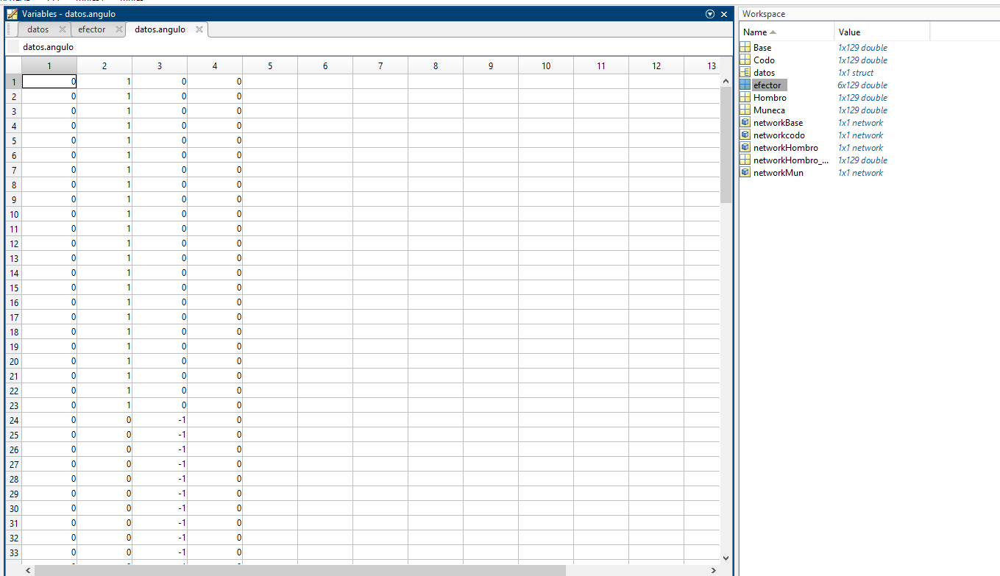 Variables - datos.angulo
datos efector datos.angulo
datos.angulo
1 2 3 4 5 6 7 8 9 10 11 12 13
1 0 1 0 0
2 0 1 0 0
3 0 1 0 0
4 0 1 0 0
5 0 1 0 0
6 0 1 0 0
7 0 1 0 0
8 0 1 0 0
9 0 1 0 0
10 0 1 0 0
11 0 1 0 0
12 0 1 0 0
13 0 1 0 0
14 0 1 0 0
15 0 1 0 0
16 0 1 0 0
17 0 1 0 0
18 0 1 0 0
19 0 1 0 0
20 0 1 0 0
21 0 1 0 0
22 0 1 0 0
23 0 1 0 0
24 0 0 -1 0
25 0 0 -1 0
26 0 0 -1 0
27 0 0 -1 0
28 0 0 -1 0
29 0 0 -1 0
30 0 0 -1 0
31 0 0 -1 0
32 0 0 -1 0
33 0 0 -1 0
Workspace
Name Value
Base 1x129 double
Codo 1x129 double
datos 1x1 struct
efector 6x129 double
Hombro 1x129 double
Muneca 1x129 double
networkBase 1x1 network
networkcodo 1x1 network
networkHombro 1x1 network
networkHombro_... 1x129 double
networkMun 1x1 network